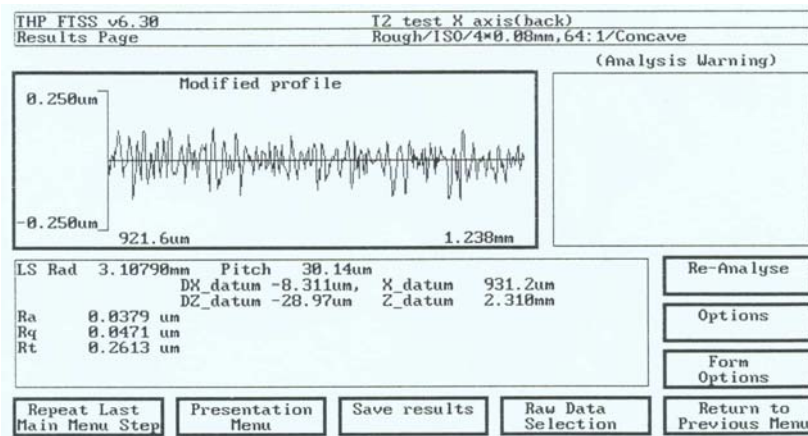 THP FTSS v6.30
T2 test X axis(back)
Results Page
Rough/ISO/4*0.08mm,64:1/Concave
(Analysis Warning)
Modified profile
0.250um
-0.250um
921.6um
1.238mm
LS Rad 3.10790mm Pitch 30.14um
DX_datum -8.311um, X_datum 931.2um
DZ_datum -28.97um Z_datum 2.310mm
Ra 0.0379 um
Rq 0.0471 um
Rt 0.2613 um
Re-Analyse
Options
Form
Options
Repeat Last
Main Menu Step
Presentation
Menu
Save results
Raw Data
Selection
Return to
Previous Menu